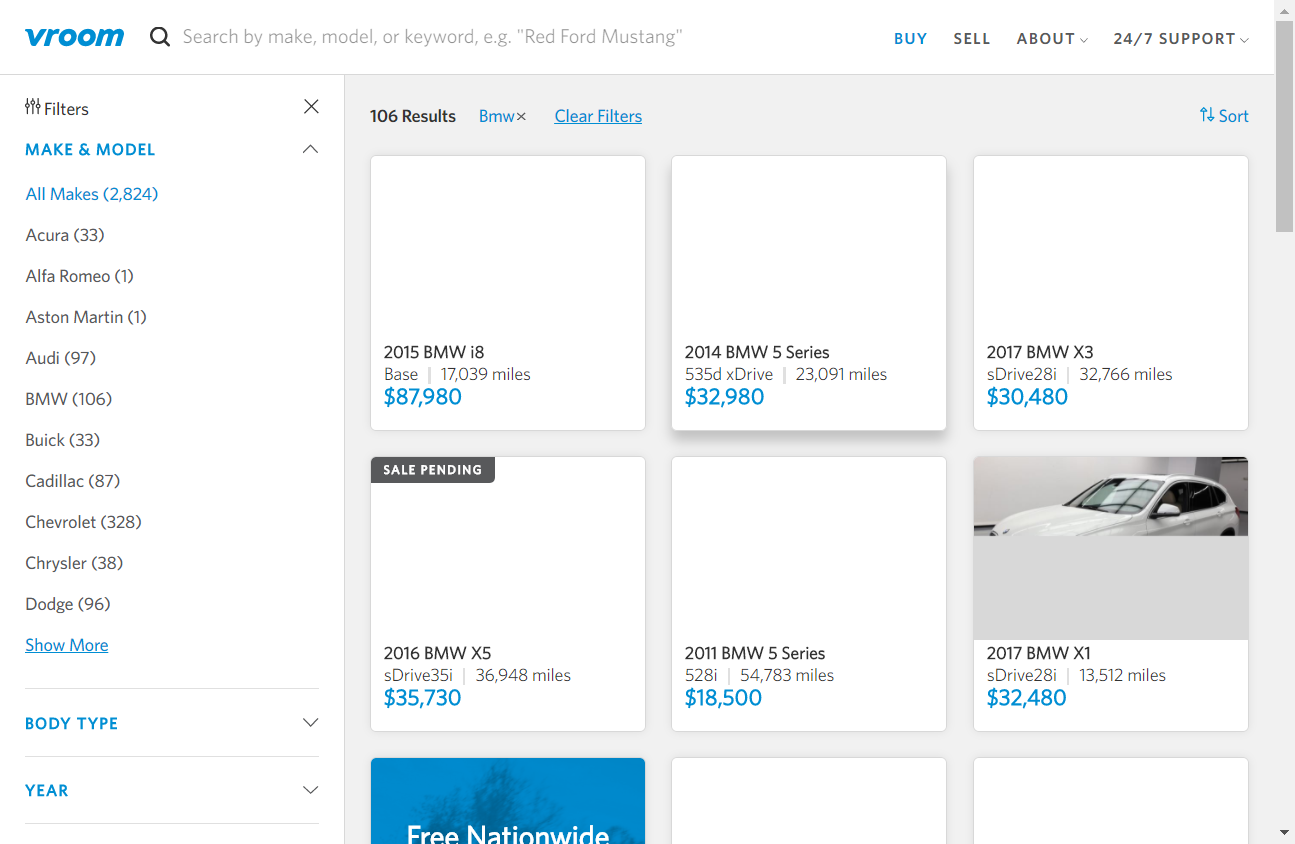 vroom
Search by make, model, or keyword, e.g. "Red Ford Mustang"
BUY
SELL
ABOUT
24/7 SUPPORT
Filters
MAKE & MODEL
All Makes (2,824)
Acura (33)
Alfa Romeo (1)
Aston Martin (1)
Audi (97)
BMW (106)
Buick (33)
Cadillac (87)
Chevrolet (328)
Chrysler (38)
Dodge (96)
Show More
BODY TYPE
YEAR
106 Results
Bmw×
Clear Filters
Sort
2015 BMW i8
Base | 17,039 miles
$87,980
2014 BMW 5 Series
535d xDrive | 23,091 miles
$32,980
2017 BMW X3
sDrive28i | 32,766 miles
$30,480
SALE PENDING
2016 BMW X5
sDrive35i | 36,948 miles
$35,730
2011 BMW 5 Series
528i | 54,783 miles
$18,500
2017 BMW X1
sDrive28i | 13,512 miles
$32,480
Free Nationwide